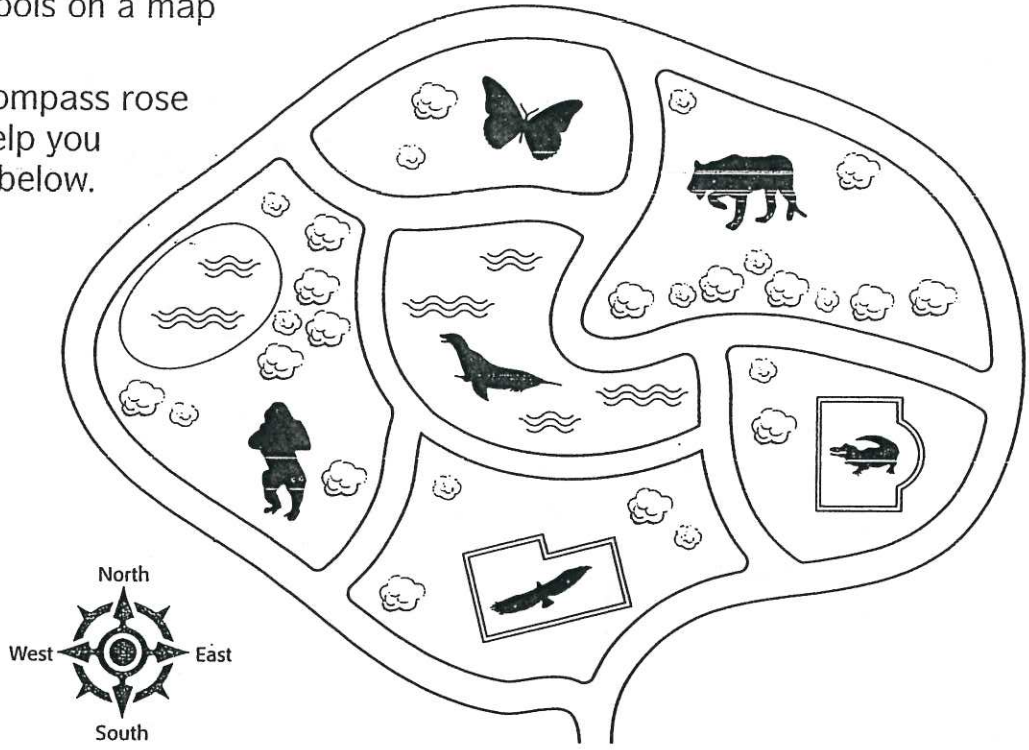 ools on a map
ompass rose
elp you
below.
North
West
East
South